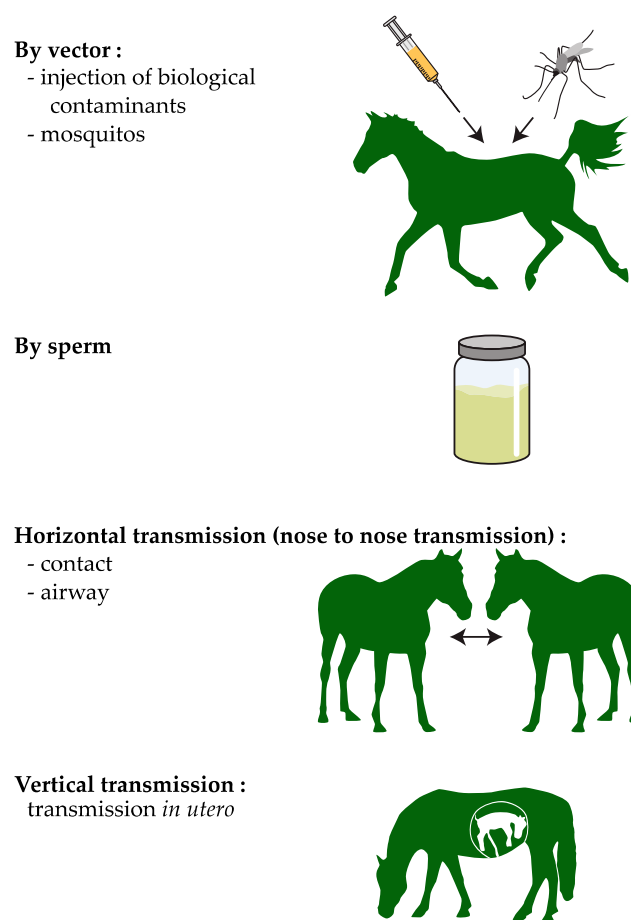 By vector :
- injection of biological
contaminants
- mosquitos
By sperm
Horizontal transmission (nose to nose transmission) :
- contact
- airway
Vertical transmission :
transmission in utero